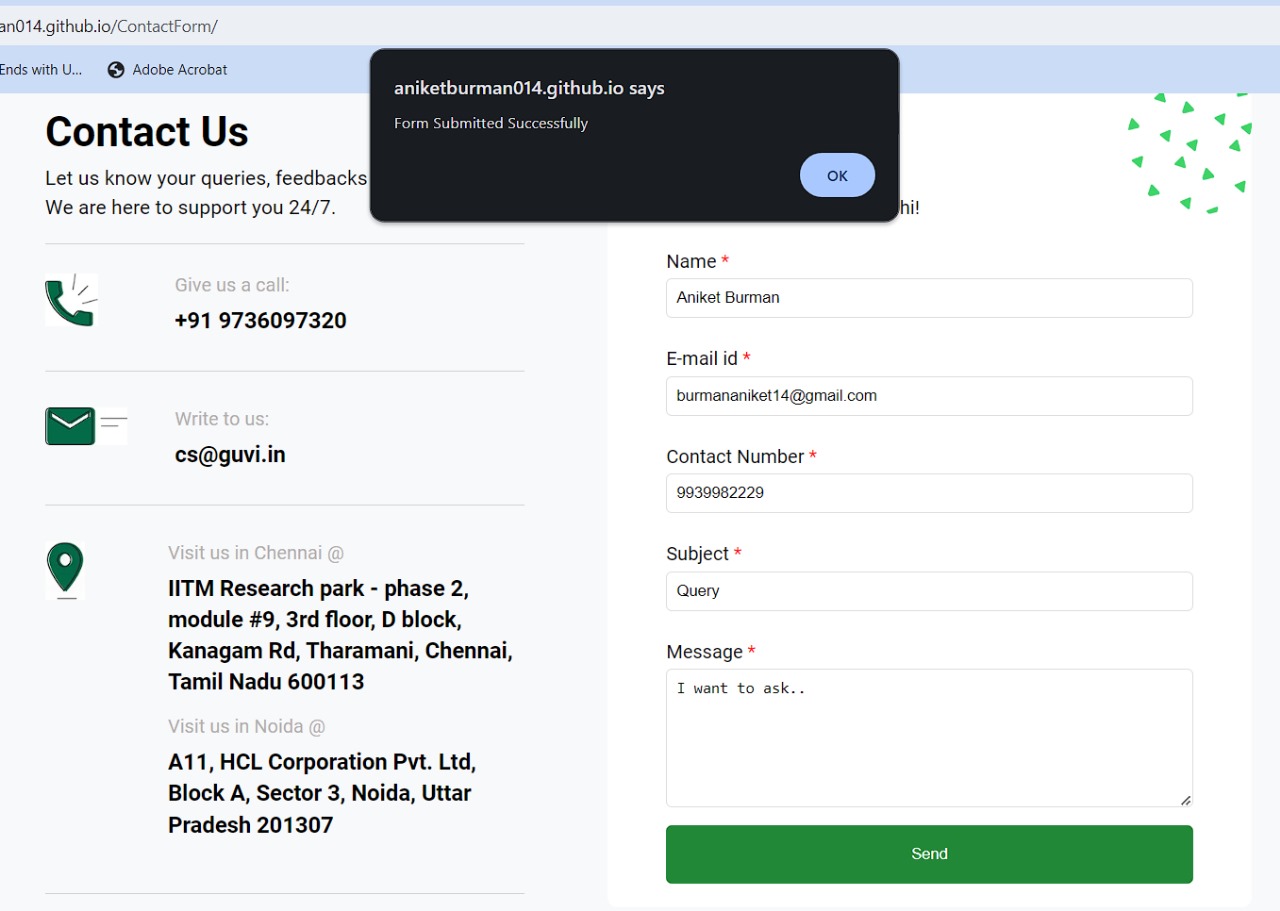 an014.github.io/ContactForm/
Ends with U...
Adobe Acrobat
aniketburman014.github.io says
Form Submitted Successfully
OK
Contact Us
Let us know your queries, feedbacks
We are here to support you 24/7.
Give us a call:
+91 9736097320
Write to us:
cs@guvi.in
Visit us in Chennai @
IITM Research park - phase 2,
module #9, 3rd floor, D block,
Kanagam Rd, Tharamani, Chennai,
Tamil Nadu 600113
Visit us in Noida @
A11, HCL Corporation Pvt. Ltd,
Block A, Sector 3, Noida, Uttar
Pradesh 201307
hi!
Name *
Aniket Burman
E-mail id *
burmananiket14@gmail.com
Contact Number *
9939982229
Subject *
Query
Message *
I want to ask..
Send